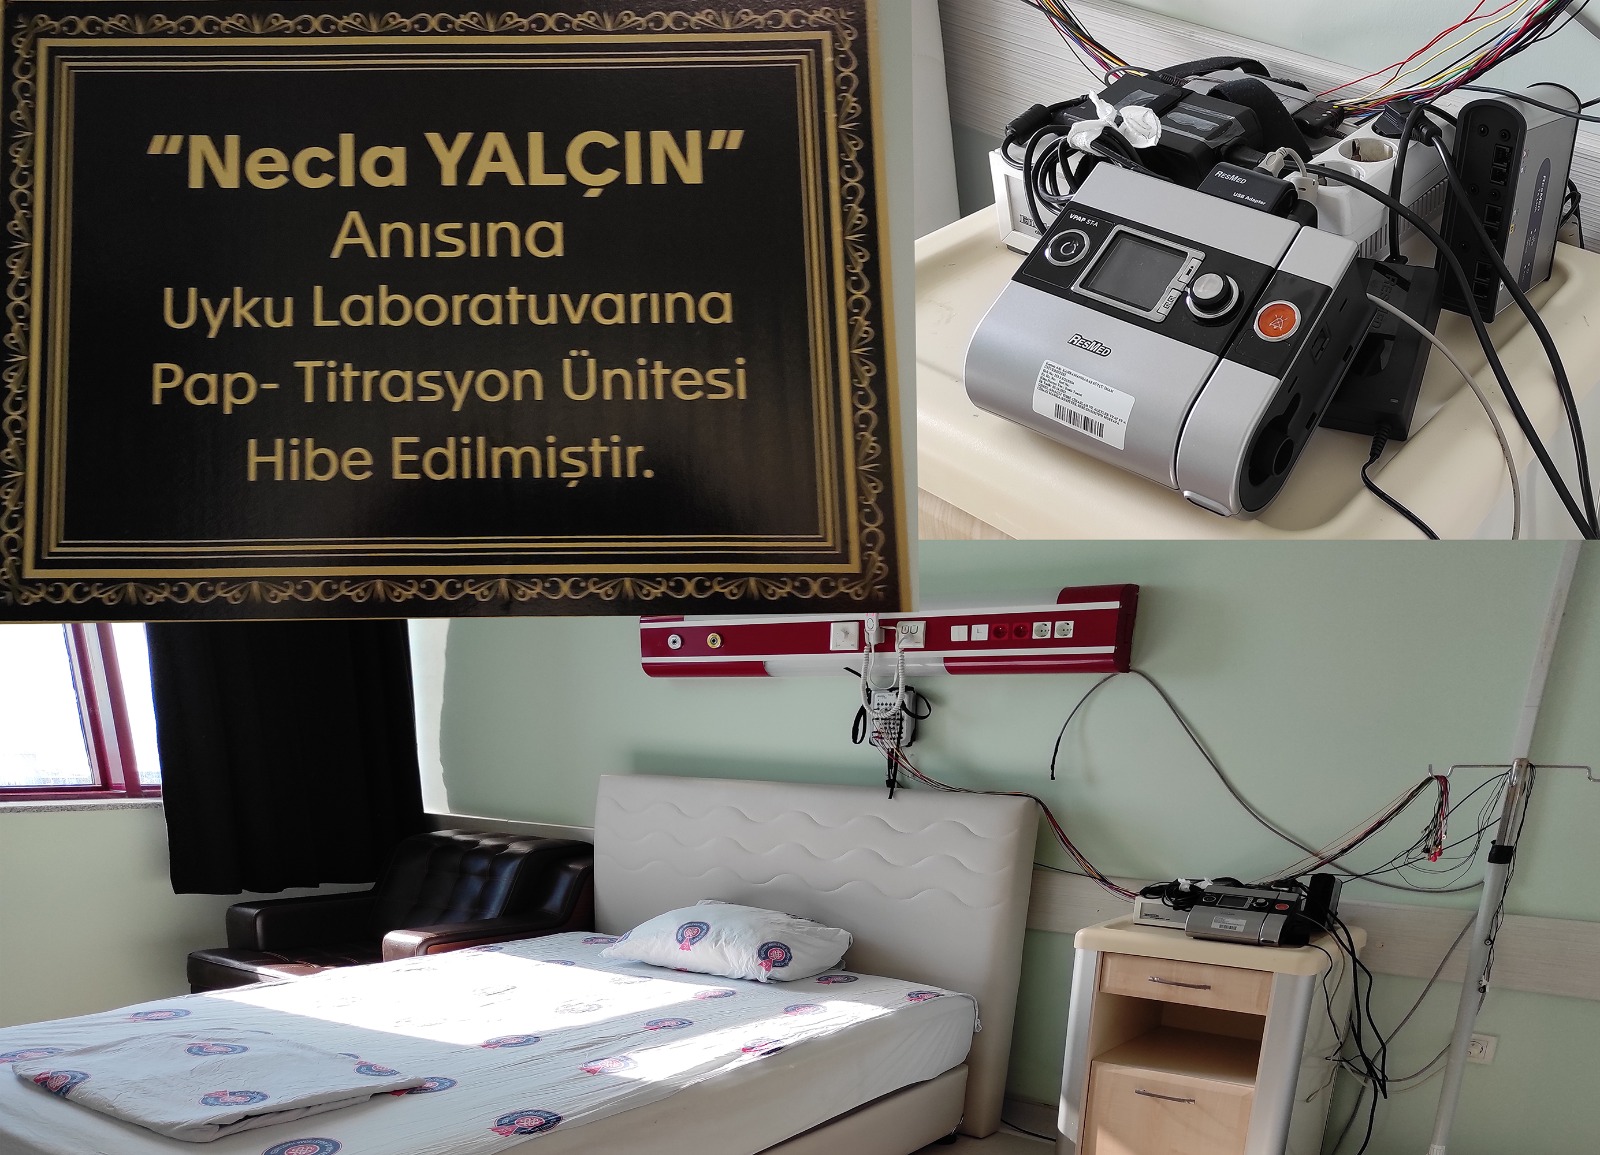 "Necla YALÇIN"
Anısına
Uyku Laboratuvarına
Pap- Titrasyon Ünitesi
Hibe Edilmiştir.
RESMED
USB Adapter
VPAP ST-A
RESMED